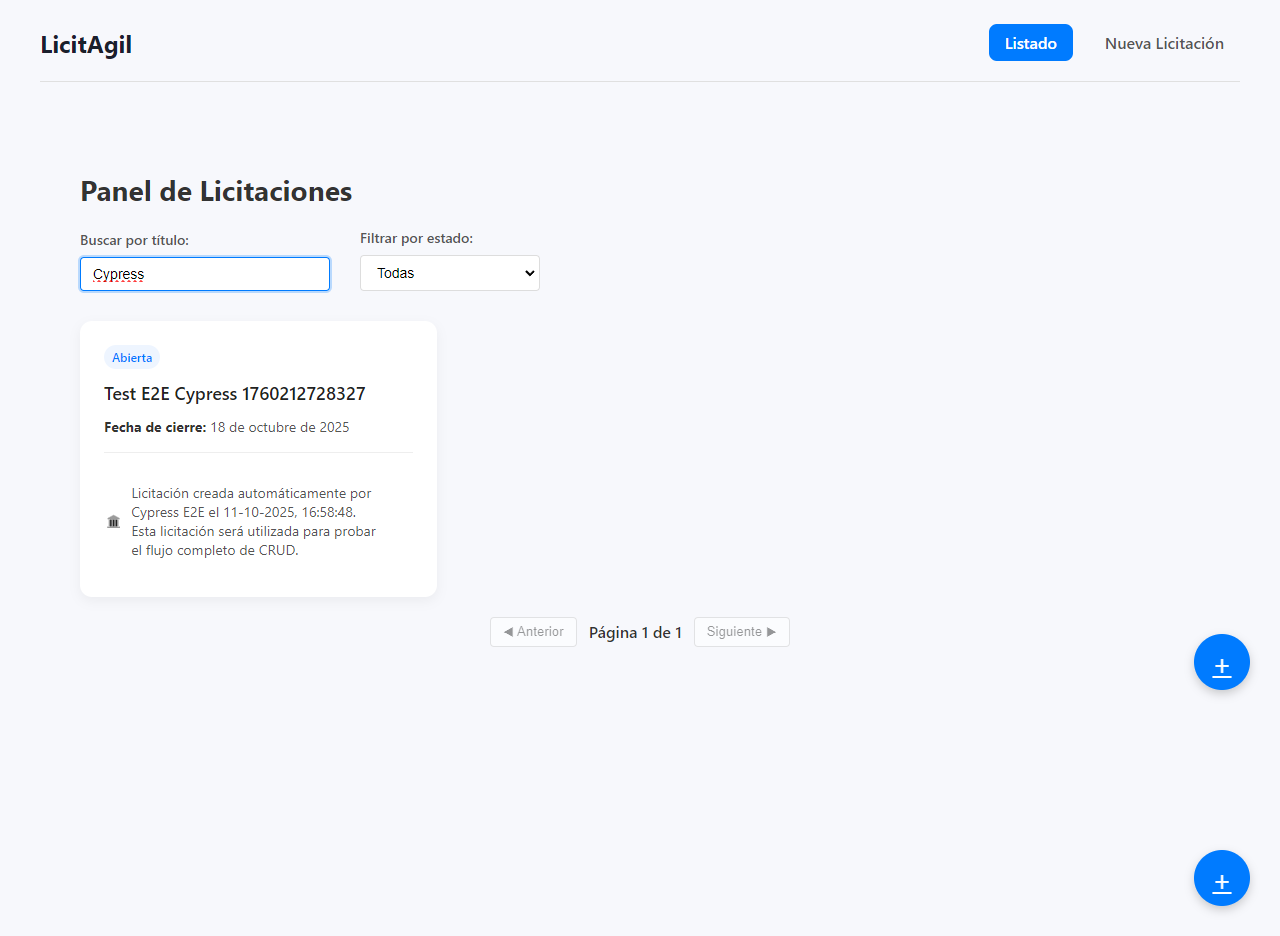 LicitAgil
Listado
Nueva Licitación
Panel de Licitaciones
Buscar por título:
Filtrar por estado:
Cypress
Todas
Abierta
Test E2E Cypress 1760212728327
Fecha de cierre: 18 de octubre de 2025
Licitación creada automáticamente por
Cypress E2E el 11-10-2025, 16:58:48.
Esta licitación será utilizada para probar
el flujo completo de CRUD.
◀ Anterior
Página 1 de 1
Siguiente ▶
+
+